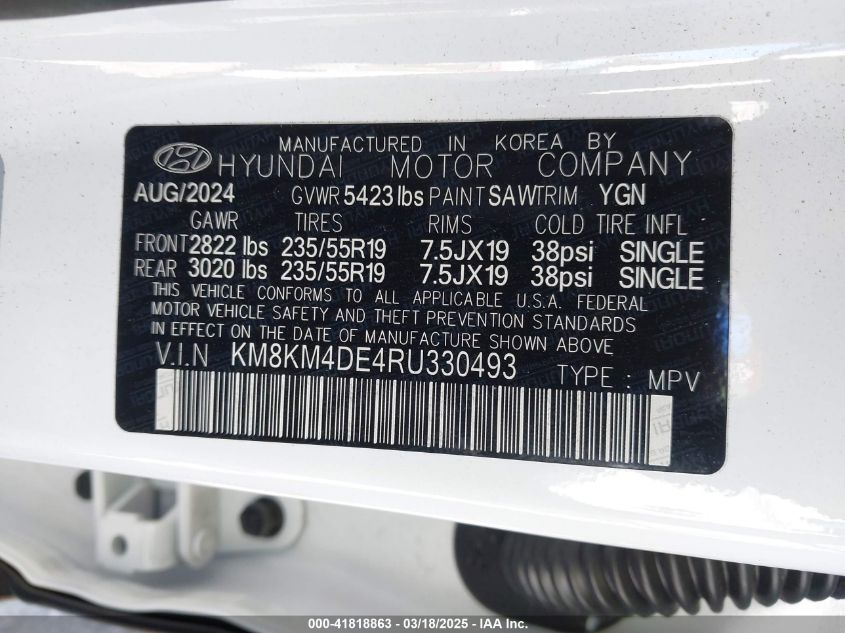 MANUFACTURED IN KOREA BY
HYUNDAI MOTOR COMPANY
AUG/2024 GVWR 5423 lbs PAINT SAW TRIM YGN
GAWR TIRES RIMS COLD TIRE INFL
FRONT 2822 lbs 235/55R19 7.5JX19 38psi SINGLE
REAR 3020 lbs 235/55R19 7.5JX19 38psi SINGLE
THIS VEHICLE CONFORMS TO ALL APPLICABLE U.S.A. FEDERAL
MOTOR VEHICLE SAFETY AND THEFT PREVENTION STANDARDS
IN EFFECT ON THE DATE OF MANUFACTURE SHOWN ABOVE
V.I.N KM8KM4DE4RU330493 TYPE : MPV
000-41818863 / 03/18/2025 - IAA Inc.